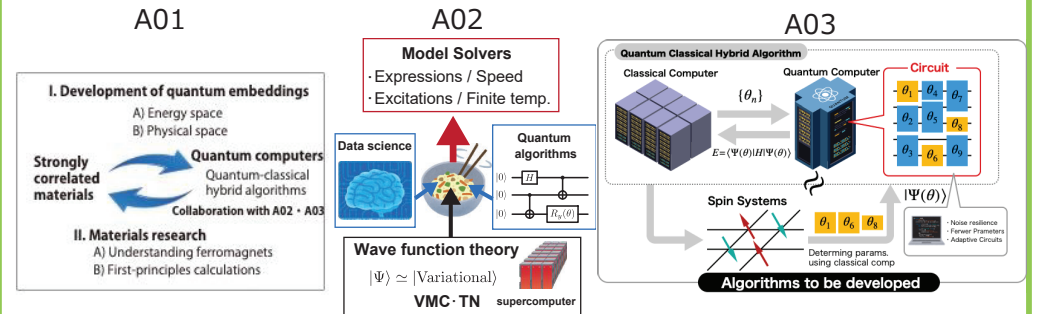 A01
I. Development of quantum embeddings
A) Energy space
B) Physical space
Strongly
correlated
materials
Quantum computers
Quantum-classical
hybrid algorithms
Collaboration with A02・A03
II. Materials research
A) Understanding ferromagnets
B) First-principles calculations
A02
Model Solvers
·Expressions / Speed
·Excitations / Finite temp.
Data science
Quantum
algorithms
|0⟩ H
|0⟩
|0⟩ R_y(θ)
Wave function theory
|Ψ⟩ ≃ |Variational⟩
VMC·TN
supercomputer
A03
Quantum Classical Hybrid Algorithm
Classical Computer
Quantum Computer
{θ_n}
E=⟨Ψ(θ)|H|Ψ(θ)⟩
Circuit
θ_1 θ_4 θ_7
θ_2 θ_5 θ_8
θ_3 θ_6 θ_9
|Ψ(θ)⟩
Spin Systems
θ_1 θ_6 θ_8
Determing params.
using classical comp
· Noise resilience
· Ferwer Prameters
· Adaptive Circuits
Algorithms to be developed